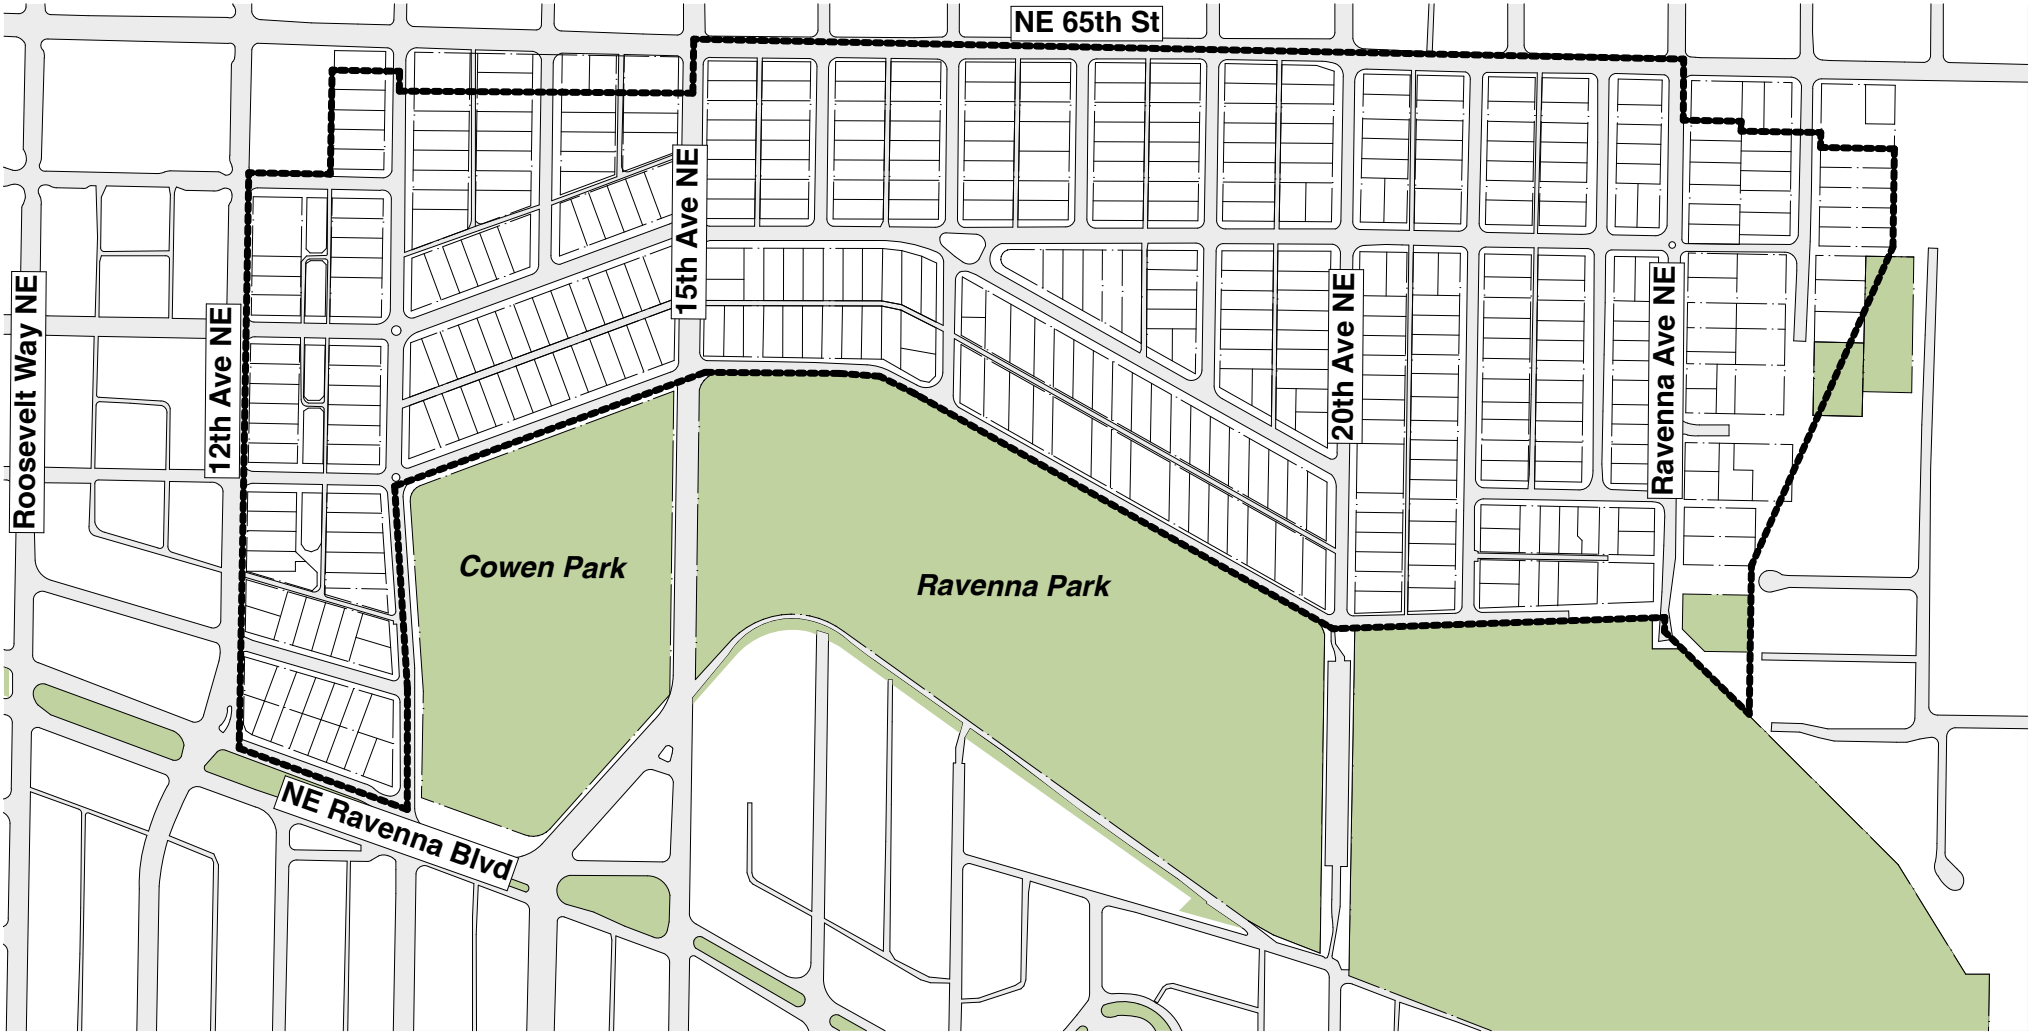 NE 65th St
15th Ave NE
Roosevelt Way NE
12th Ave NE
20th Ave NE
Ravenna Ave NE
Cowen Park
Ravenna Park
NE Ravenna Blvd